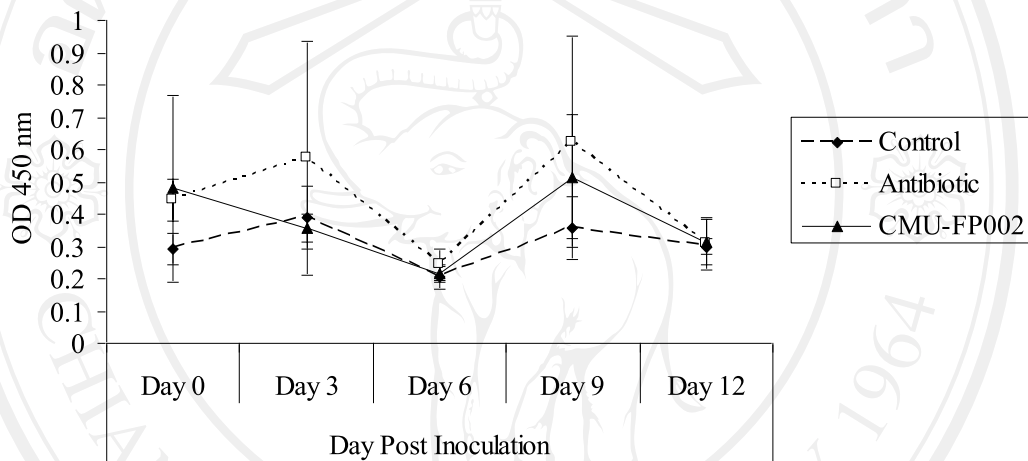 1
0.9
0.8
0.7
0.6
0.5
0.4
0.3
0.2
0.1
0
OD 450 nm
Day 0 Day 3 Day 6 Day 9 Day 12
Day Post Inoculation
Control
Antibiotic
CMU-FP002
1964